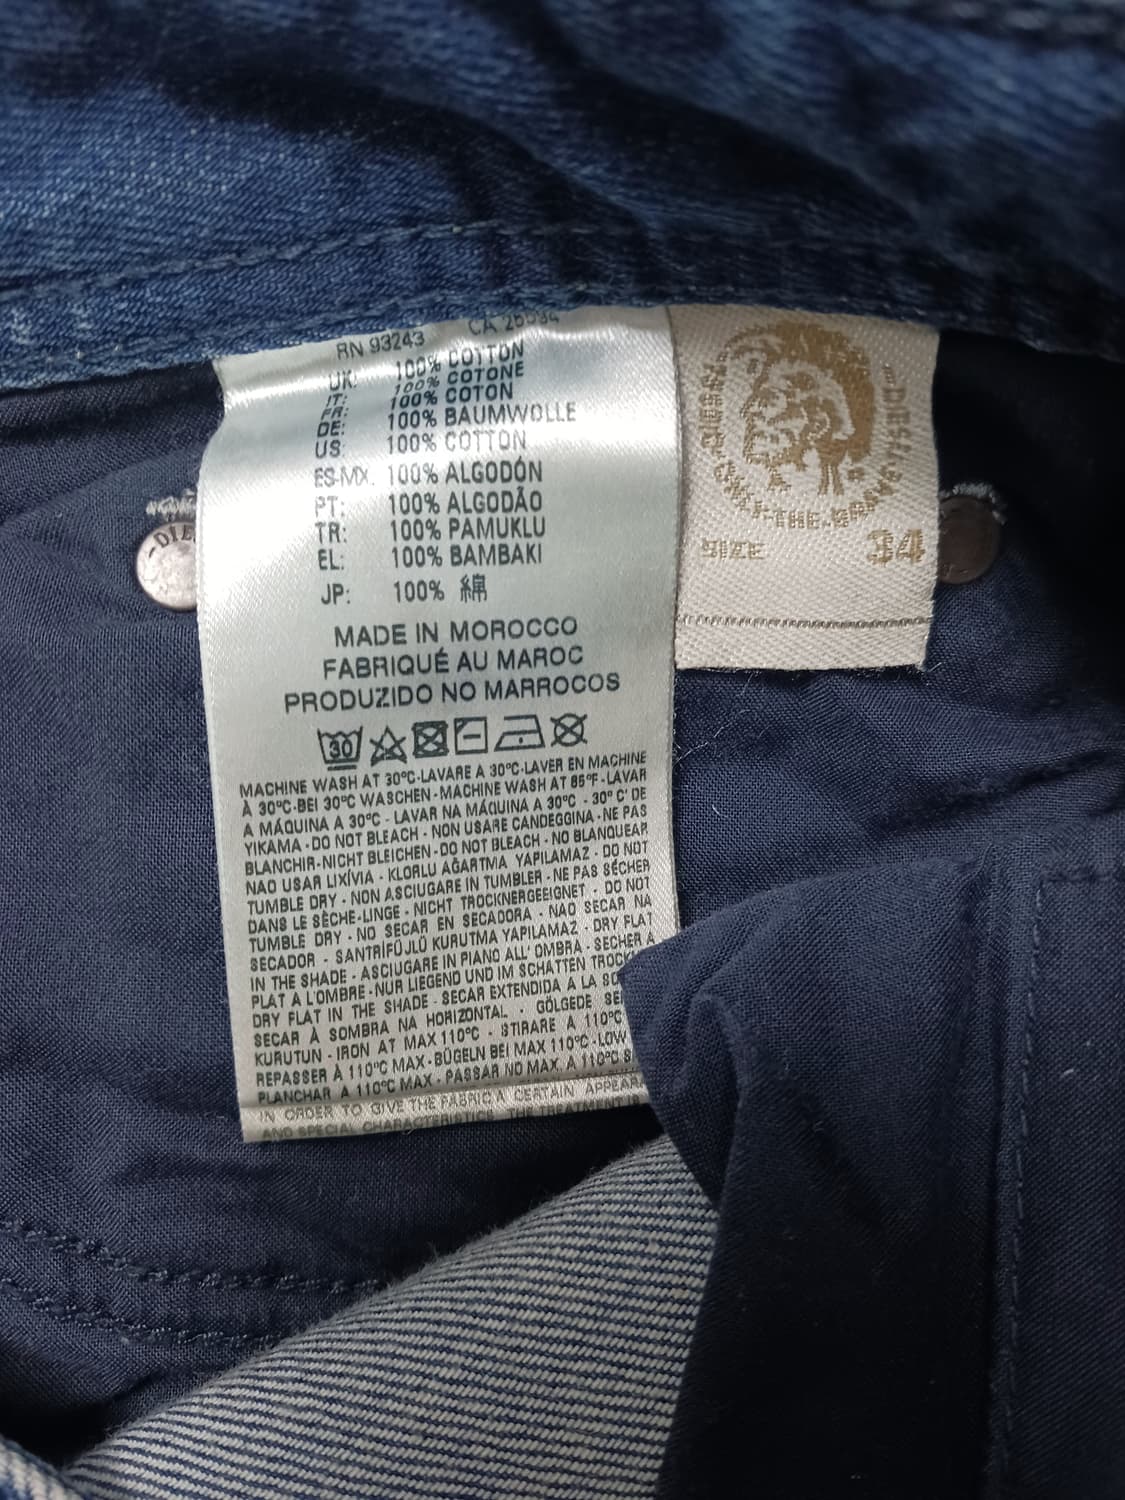 RN 93243 CA 25594
UK: 100% COTTON
IT: 100% COTONE
FR: 100% COTON
DE: 100% BAUMWOLLE
US: 100% COTTON
ES-MX. 100% ALGODÓN
PT: 100% ALGODÃO
TR: 100% PAMUKLU
EL: 100% BAMBAKI
JP: 100% 綿
MADE IN MOROCCO
FABRIQUÉ AU MAROC
PRODUZIDO NO MARROCOS
30
MACHINE WASH AT 30°C-LAVARE A 30°C-LAVER EN MACHINE
À 30°C-BEI 30°C WASCHEN - MACHINE WASH AT 85°F - LAVAR
A MÁQUINA A 30°C - LAVAR NA MÁQUINA A 30°C - 30° C' DE
YIKAMA - DO NOT BLEACH - NON USARE CANDEGGINA - NE PAS
BLANCHIR - NICHT BLEICHEN - DO NOT BLEACH - NO BLANQUEAR
NAO USAR LIXÍVIA - KLORLU AĞARTMA YAPILAMAZ - DO NOT
TUMBLE DRY - NON ASCIUGARE IN TUMBLER - NE PAS SÉCHER
DANS LE SÈCHE-LINGE - NICHT TROCKNERGEEIGNET - DO NOT
TUMBLE DRY - NO SECAR EN SECADORA - NAO SECAR NA
SECADOR - SANTRİFÜJLÜ KURUTMA YAPILAMAZ - DRY FLAT
IN THE SHADE - ASCIUGARE IN PIANO ALL' OMBRA - SECHER A
PLAT A L'OMBRE - NUR LIEGEND UND IM SCHATTEN TROCK
DRY FLAT IN THE SHADE - SECAR EXTENDIDA A LA SO
SECAR À SOMBRA NA HORIZONTAL . GÖLGEDE SE
KURUTUN - IRON AT MAX 110°C - STIRARE A 110°C
REPASSER À 110°C MAX - BÜGELN BEI MAX 110°C - LOW
PLANCHAR A 110°C MAX - PASSAR NO MAX. A 110°C
IN ORDER TO GIVE THE FABRIC A CERTAIN APPEAR
AND SPECIAL CHARACTERISTICS THE TREATMENT IS
SIZE 34
-DIE